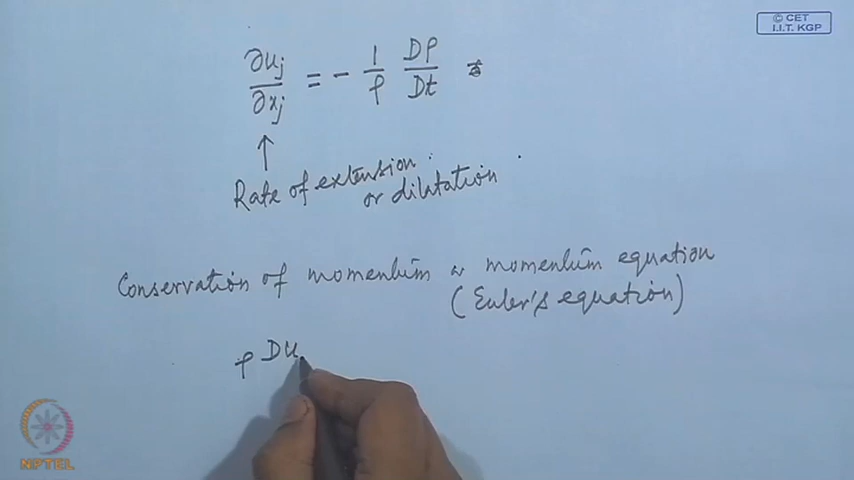 © CET
I.I.T. KGP
∂uj/∂xj = - 1/ρ Dρ/Dt
↑
Rate of extension
or dilatation
Conservation of momentum or momentum equation
(Euler's equation)
ρ Du
NPTEL